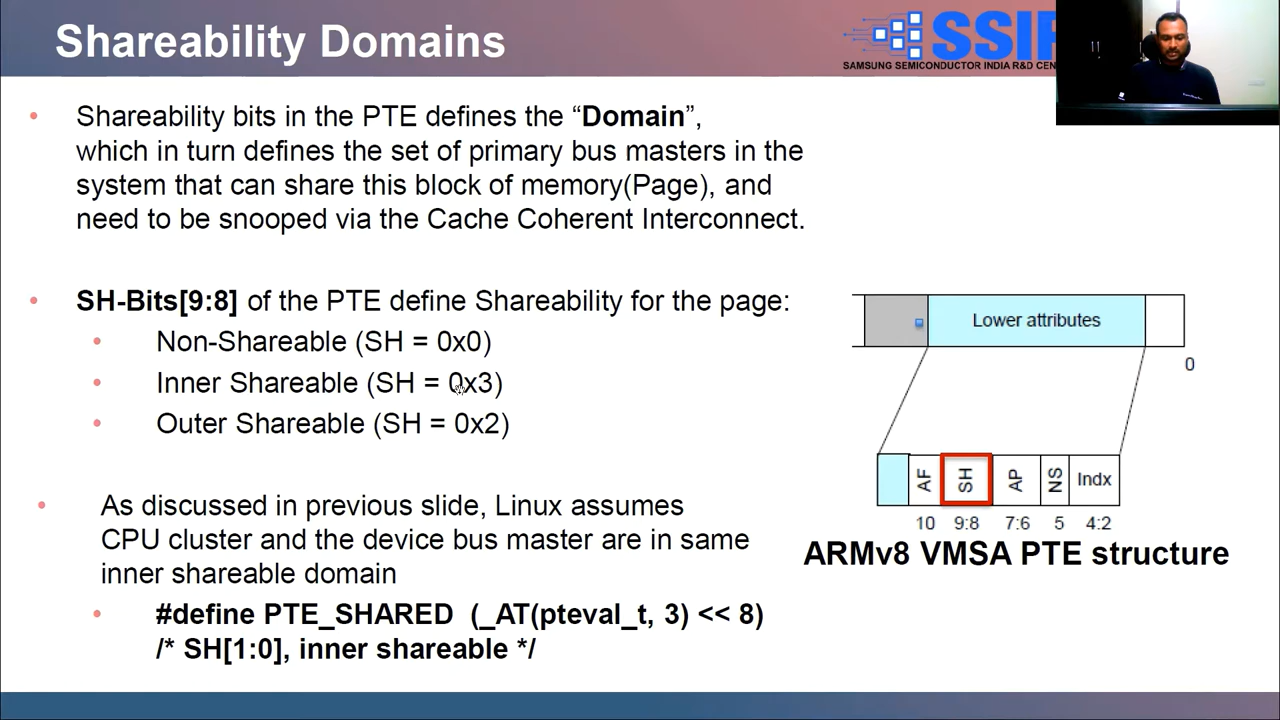 Shareability Domains
SAMSUNG SEMICONDUCTOR INDIA R&D
Shareability bits in the PTE defines the “Domain”,
which in turn defines the set of primary bus masters in the
system that can share this block of memory(Page), and
need to be snooped via the Cache Coherent Interconnect.
SH-Bits[9:8] of the PTE define Shareability for the page:
Non-Shareable (SH = 0x0)
Inner Shareable (SH = 0x3)
Outer Shareable (SH = 0x2)
As discussed in previous slide, Linux assumes
CPU cluster and the device bus master are in same
inner shareable domain
#define PTE_SHARED (_AT(pteval_t, 3) << 8)
/* SH[1:0], inner shareable */
Lower attributes
0
AF SH AP NS Indx
10 9:8 7:6 5 4:2
ARMv8 VMSA PTE structure